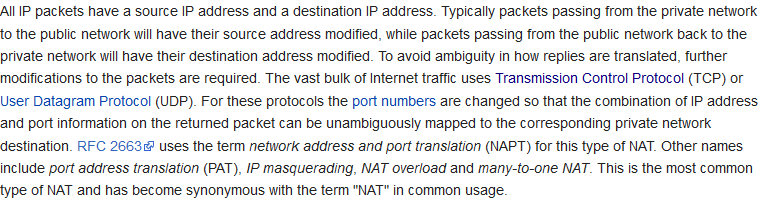 All IP packets have a source IP address and a destination IP address. Typically packets passing from the private network
to the public network will have their source address modified, while packets passing from the public network back to the
private network will have their destination address modified. To avoid ambiguity in how replies are translated, further
modifications to the packets are required. The vast bulk of Internet traffic uses Transmission Control Protocol (TCP) or
User Datagram Protocol (UDP). For these protocols the port numbers are changed so that the combination of IP address
and port information on the returned packet can be unambiguously mapped to the corresponding private network
destination. RFC 2663 uses the term network address and port translation (NAPT) for this type of NAT. Other names
include port address translation (PAT), IP masquerading, NAT overload and many-to-one NAT. This is the most common
type of NAT and has become synonymous with the term "NAT" in common usage.